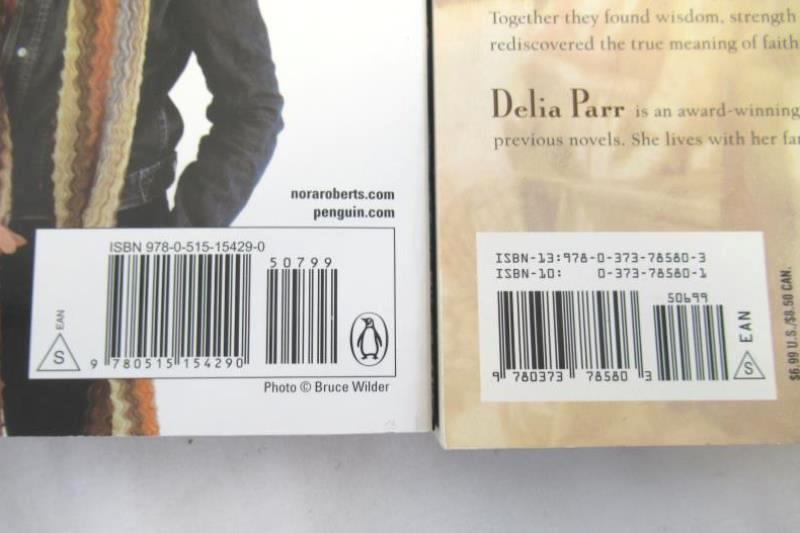 noraroberts.com
penguin.com
ISBN 978-0-515-15429-0
50799
EAN
S
9 780515 154290
Photo © Bruce Wilder
Together they found wisdom, strength
rediscovered the true meaning of faith
Delia Parr is an award-winning
previous novels. She lives with her
ISBN-13:978-0-373-78580-3
ISBN-10: 0-373-78580-1
50699
EAN
S
9 780373 78580 3
$6.99 U.S./$8.50 CAN.